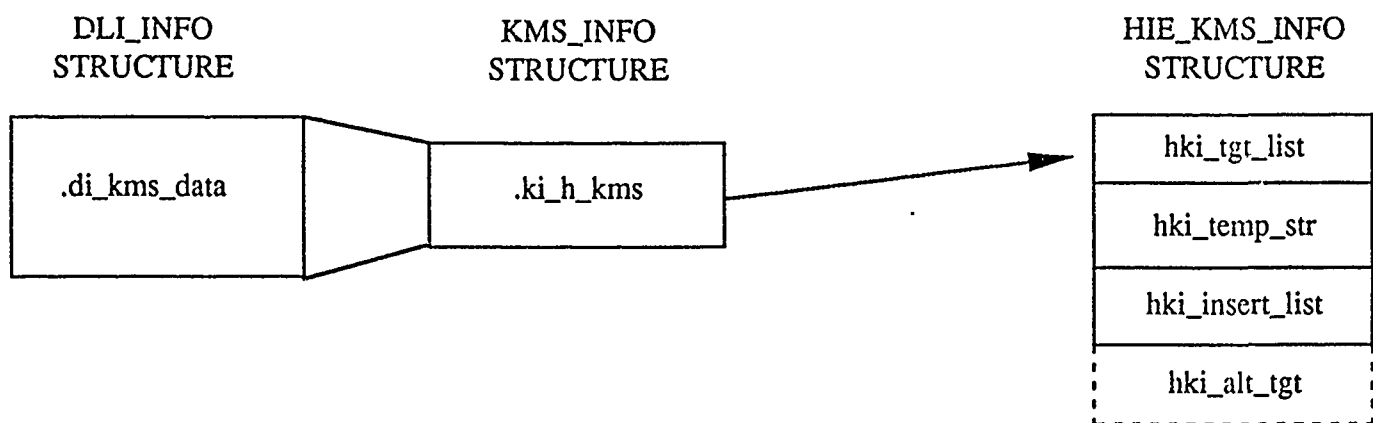 DLI_INFO
STRUCTURE
KMS_INFO
STRUCTURE
HIE_KMS_INFO
STRUCTURE
.di_kms_data
.ki_h_kms
hki_tgt_list
hki_temp_str
hki_insert_list
hki_alt_tgt